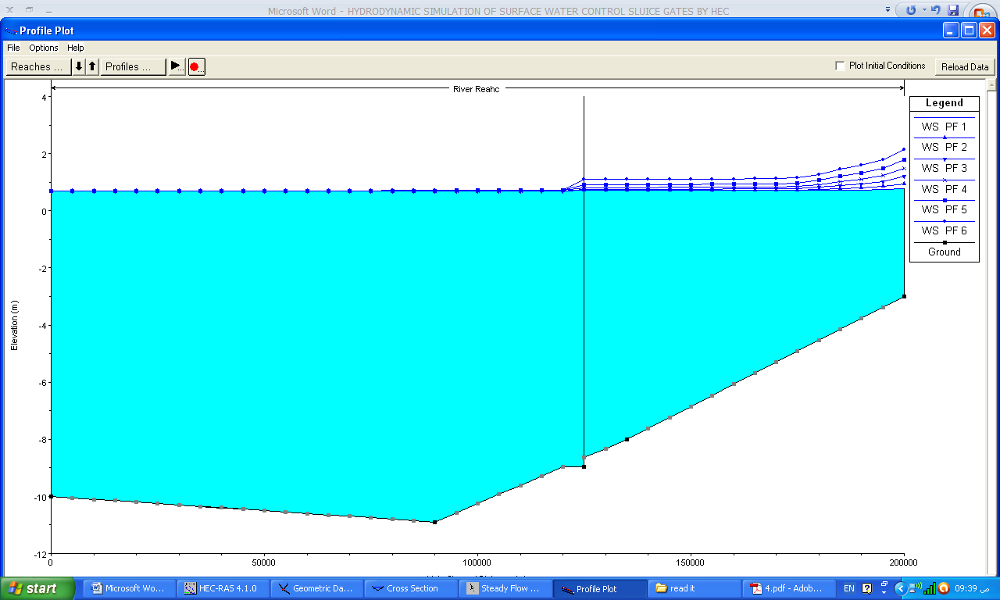 Microsoft Word - HYDRODYNAMIC SIMULATION OF SURFACE WATER CONTROL SLUICE GATES BY HEC
Profile Plot
File Options Help
Reaches ... Profiles ... Plot Initial Conditions Reload Data
River Reahc
Legend
WS PF 1
WS PF 2
WS PF 3
WS PF 4
WS PF 5
WS PF 6
Ground
Elevation (m)
4
2
0
-2
-4
-6
-8
-10
-12
0 50000 100000 150000 200000
start Microsoft Wo... HEC-RAS 4.1.0 Geometric Da... Cross Section Steady Flow ... Profile Plot read it 4.pdf - Adob... EN 09:39 ص